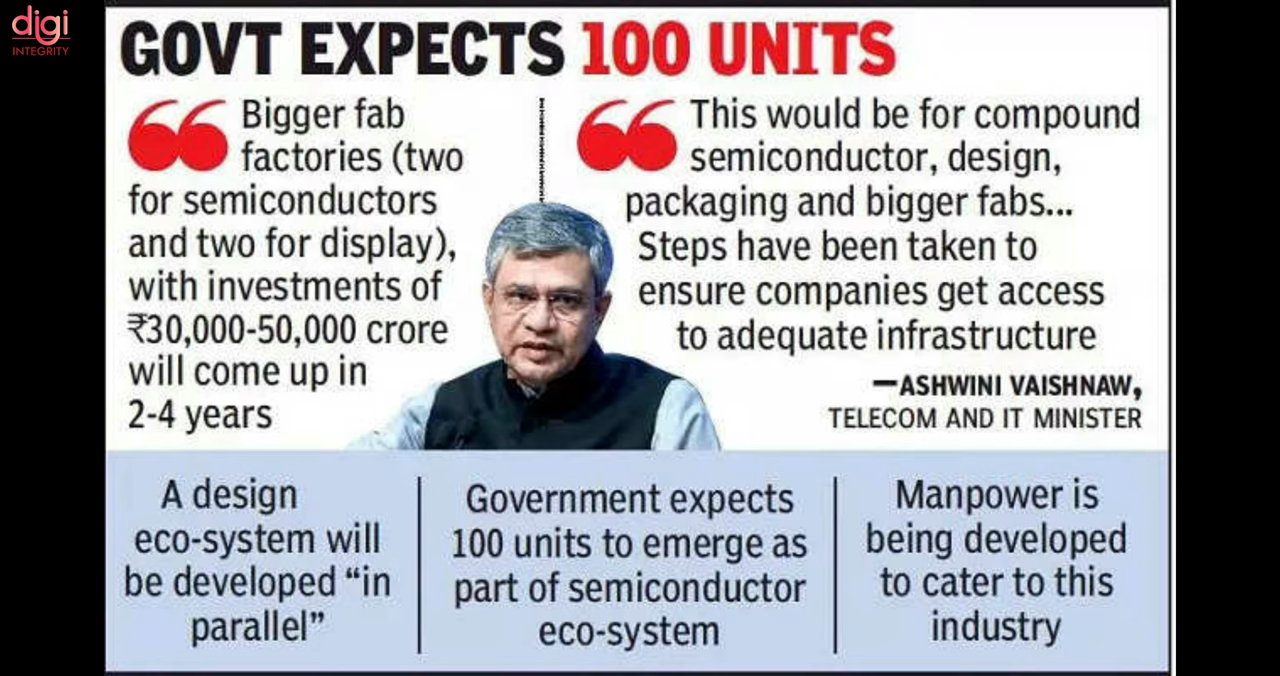 digi
INTEGRITY
GOVT EXPECTS 100 UNITS
“Bigger fab
factories (two
for semiconductors
and two for display),
with investments of
₹30,000-50,000 crore
will come up in
2-4 years
“This would be for compound
semiconductor, design,
packaging and bigger fabs...
Steps have been taken to
ensure companies get access
to adequate infrastructure
—ASHWINI VAISHNAW,
TELECOM AND IT MINISTER
A design
eco-system will
be developed “in
parallel”
Government expects
100 units to emerge as
part of semiconductor
eco-system
Manpower is
being developed
to cater to this
industry